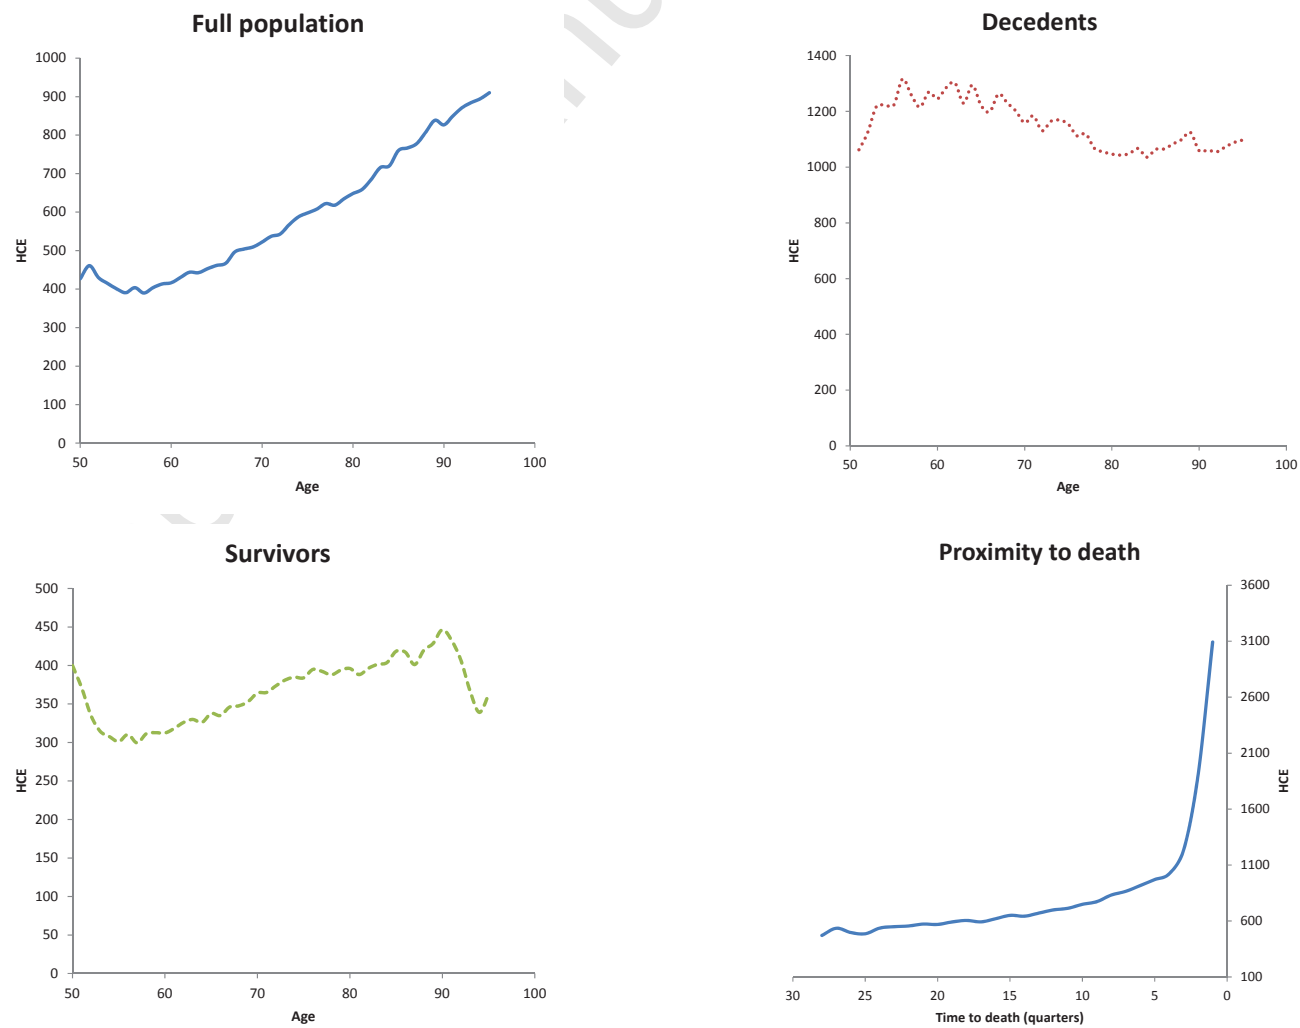 Full population
1000
900
800
700
600
500
400
300
200
100
0
HCE
50 60 70 80 90 100
Age
Decedents
1400
1200
1000
800
600
400
200
0
HCE
50 60 70 80 90 100
Age
Survivors
500
450
400
350
300
250
200
150
100
50
0
HCE
50 60 70 80 90 100
Age
Proximity to death
3600
3100
2600
2100
1600
1100
600
100
HCE
30 25 20 15 10 5 0
Time to death (quarters)